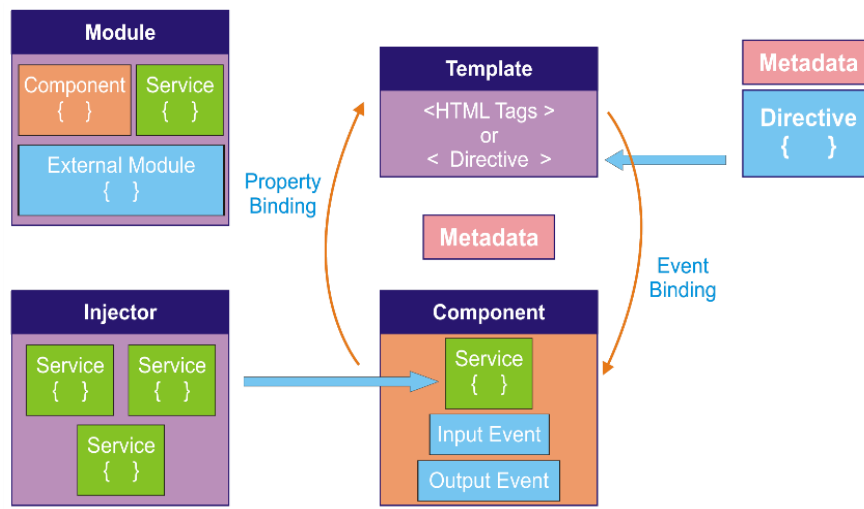 Module
Component
{ }
Service
{ }
External Module
{ }
Property
Binding
Template
<HTML Tags >
or
< Directive >
Metadata
Metadata
Directive
{ }
Event
Binding
Injector
Service
{ }
Service
{ }
Service
{ }
Component
Service
{ }
Input Event
Output Event